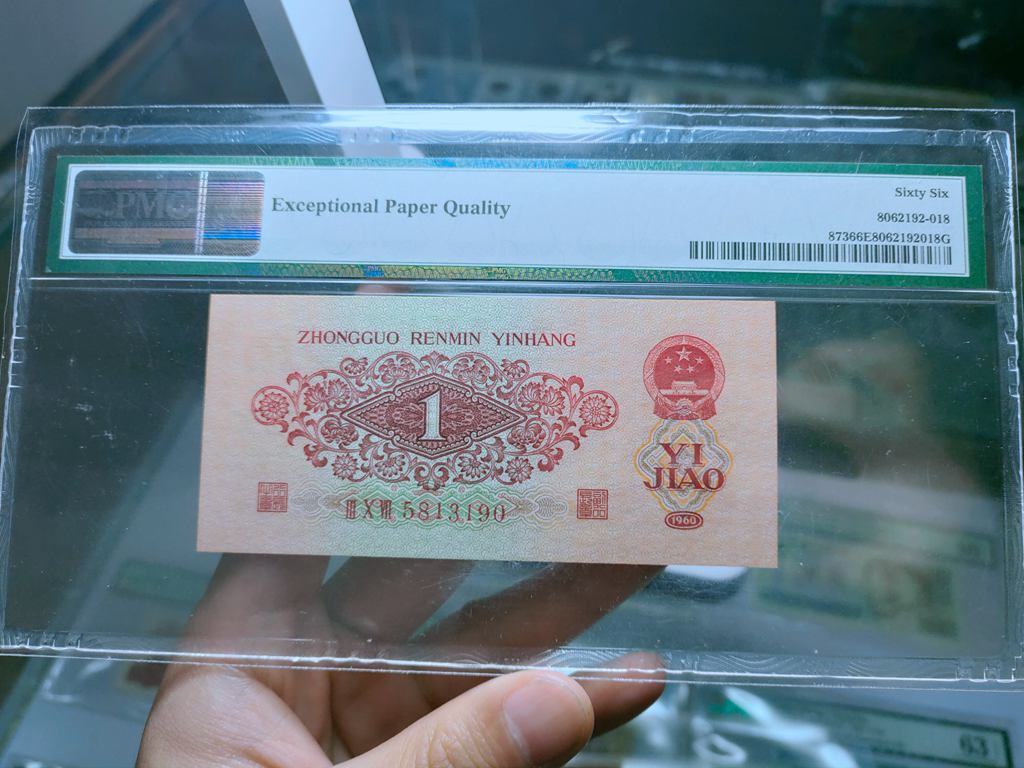 PMG
Exceptional Paper Quality
Sixty Six
8062192-018
87366E8062192018G
ZHONGGUO RENMIN YINHANG
1
YI
JIAO
III X VII 5813190
1960
63